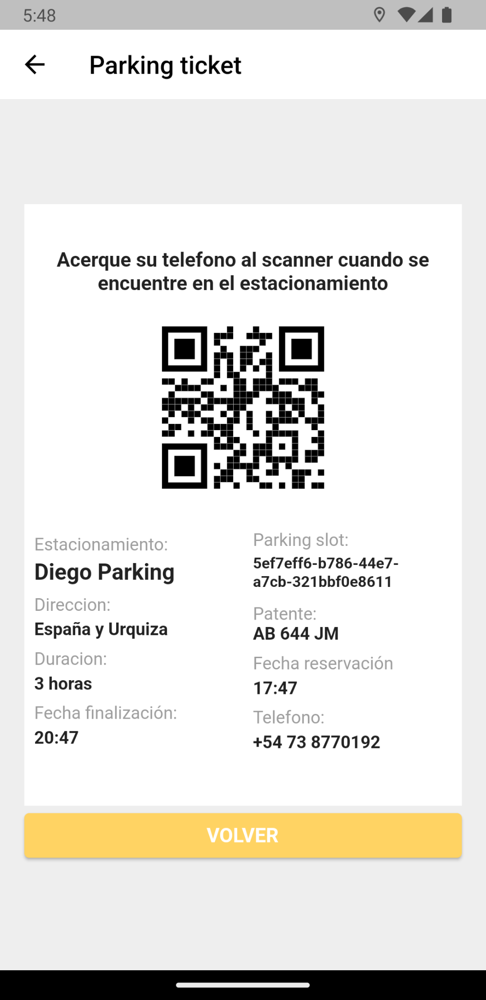 5:48
Parking ticket
Acerque su telefono al scanner cuando se
encuentre en el estacionamiento
Estacionamiento:
Diego Parking
Direccion:
España y Urquiza
Duracion:
3 horas
Fecha finalización:
20:47
Parking slot:
5ef7eff6-b786-44e7-
a7cb-321bbf0e8611
Patente:
AB 644 JM
Fecha reservación
17:47
Telefono:
+54 73 8770192
VOLVER